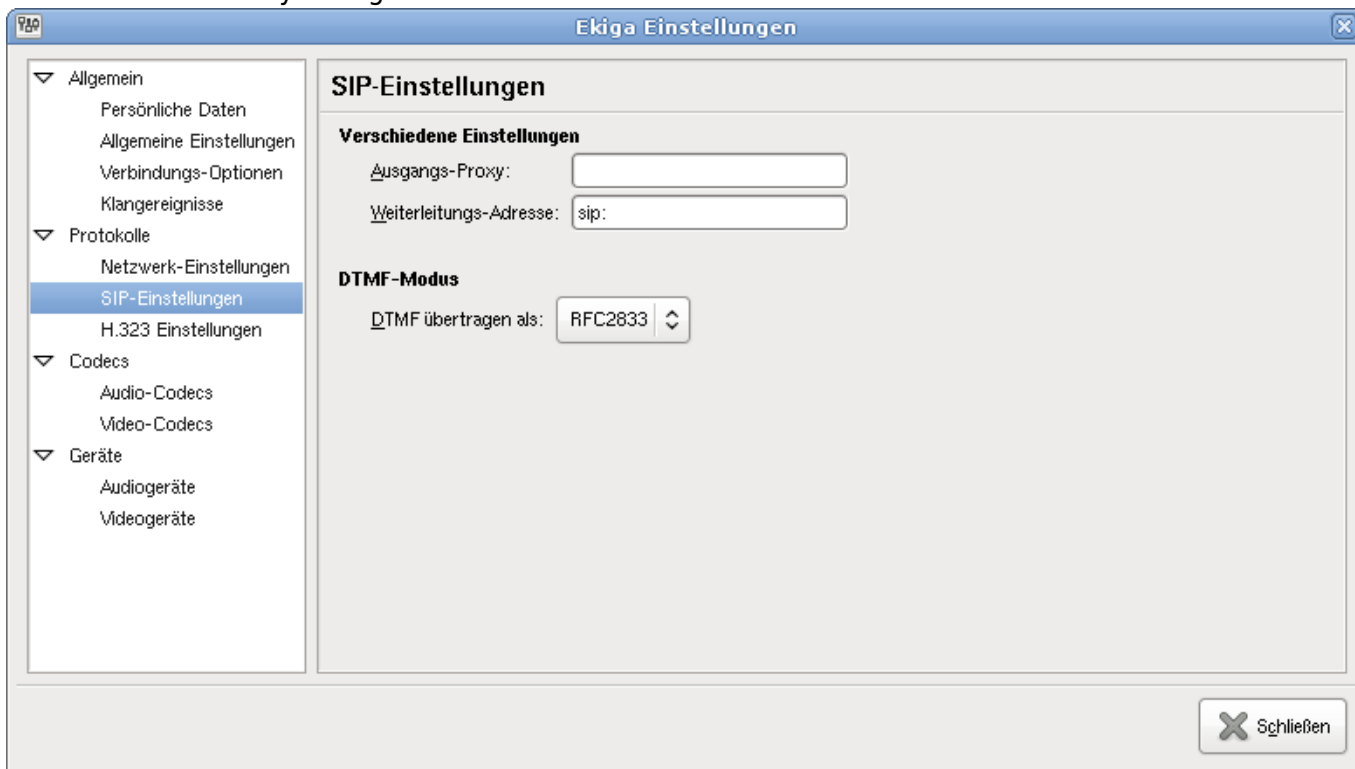 Ekiga Einstellungen
Allgemein
Persönliche Daten
Allgemeine Einstellungen
Verbindungs-Optionen
Klangereignisse
Protokolle
Netzwerk-Einstellungen
SIP-Einstellungen
H.323 Einstellungen
Codecs
Audio-Codecs
Video-Codecs
Geräte
Audiogeräte
Videogeräte
SIP-Einstellungen
Verschiedene Einstellungen
Ausgangs-Proxy:
Weiterleitungs-Adresse: sip:
DTMF-Modus
DTMF übertragen als: RFC2833
Schließen